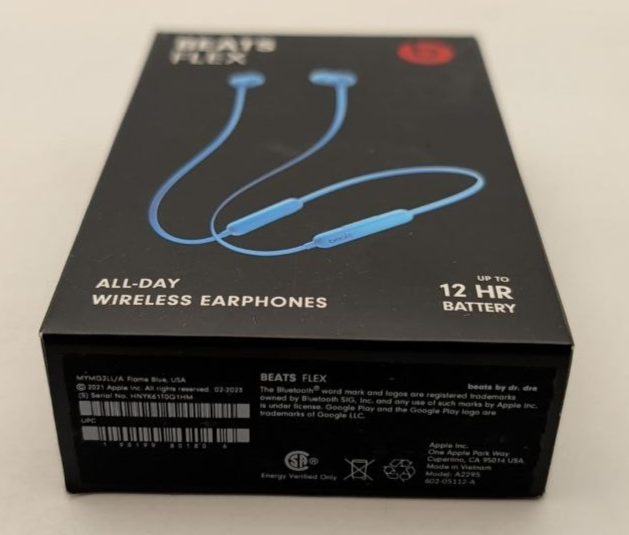 BEATS
FLEX
ALL-DAY
WIRELESS EARPHONES
UP TO
12 HR
BATTERY
MYMG2LL/A Flame Blue, USA
© 2021 Apple Inc. All rights reserved. 02-2023
(S) Serial No. HNYK6110Q1HM
UPC
BEATS FLEX
beats by dr. dre
The Bluetooth® word mark and logos are registered trademarks
owned by Bluetooth SIG, Inc. and any use of such marks by Apple Inc.
is under license. Google Play and the Google Play logo are
trademarks of Google LLC.
SA®
Energy Verified Only
Apple Inc.
One Apple Park Way
Cupertino, CA 95014 USA
Made in Vietnam
Model: A2295
602-05112-A